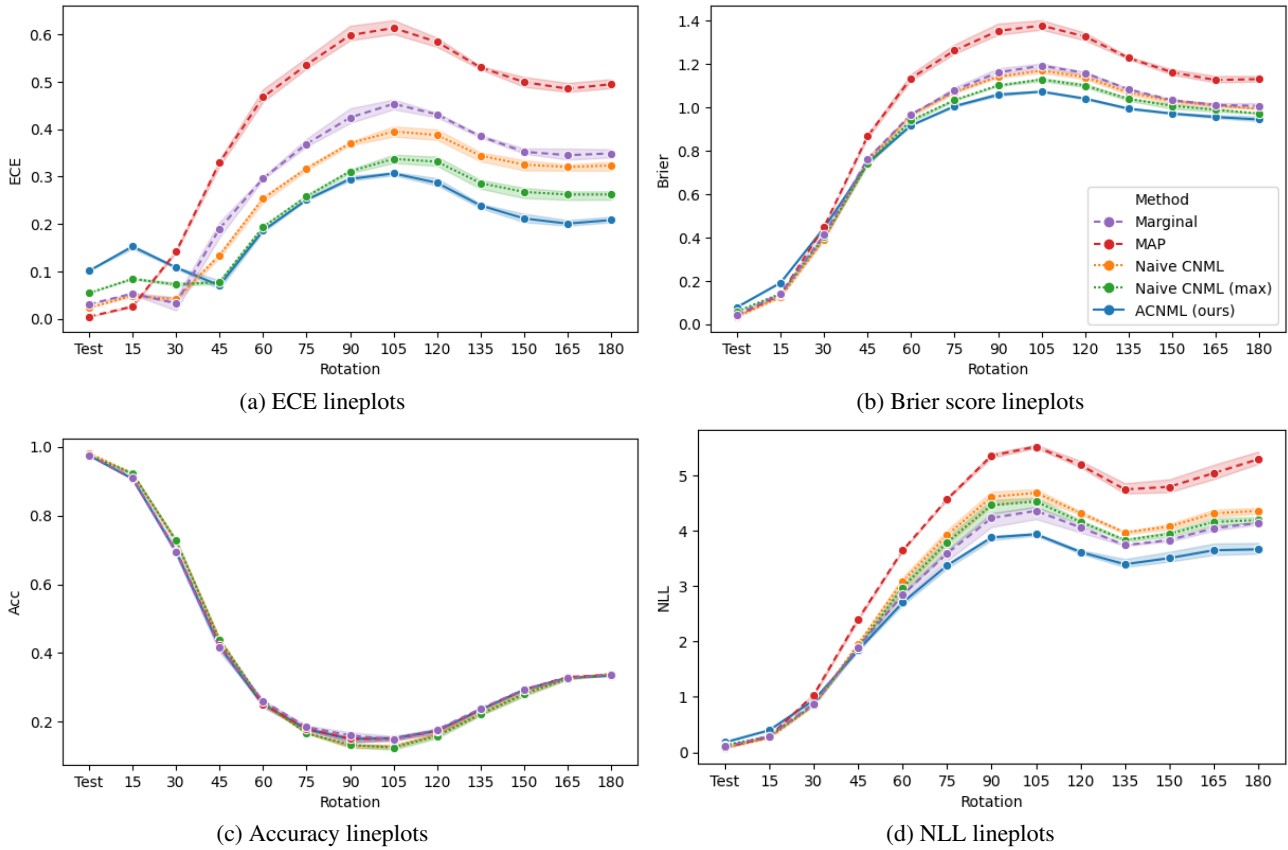 0.6
0.5
0.4
0.3
0.2
0.1
0.0
ECE
Test 15 30 45 60 75 90 105 120 135 150 165 180
Rotation
(a) ECE lineplots
1.4
1.2
1.0
0.8
0.6
0.4
0.2
0.0
Brier
Method
Marginal
MAP
Naive CNML
Naive CNML (max)
ACNML (ours)
Test 15 30 45 60 75 90 105 120 135 150 165 180
Rotation
(b) Brier score lineplots
1.0
0.8
0.6
0.4
0.2
Acc
Test 15 30 45 60 75 90 105 120 135 150 165 180
Rotation
(c) Accuracy lineplots
5
4
3
2
1
0
NLL
Test 15 30 45 60 75 90 105 120 135 150 165 180
Rotation
(d) NLL lineplots